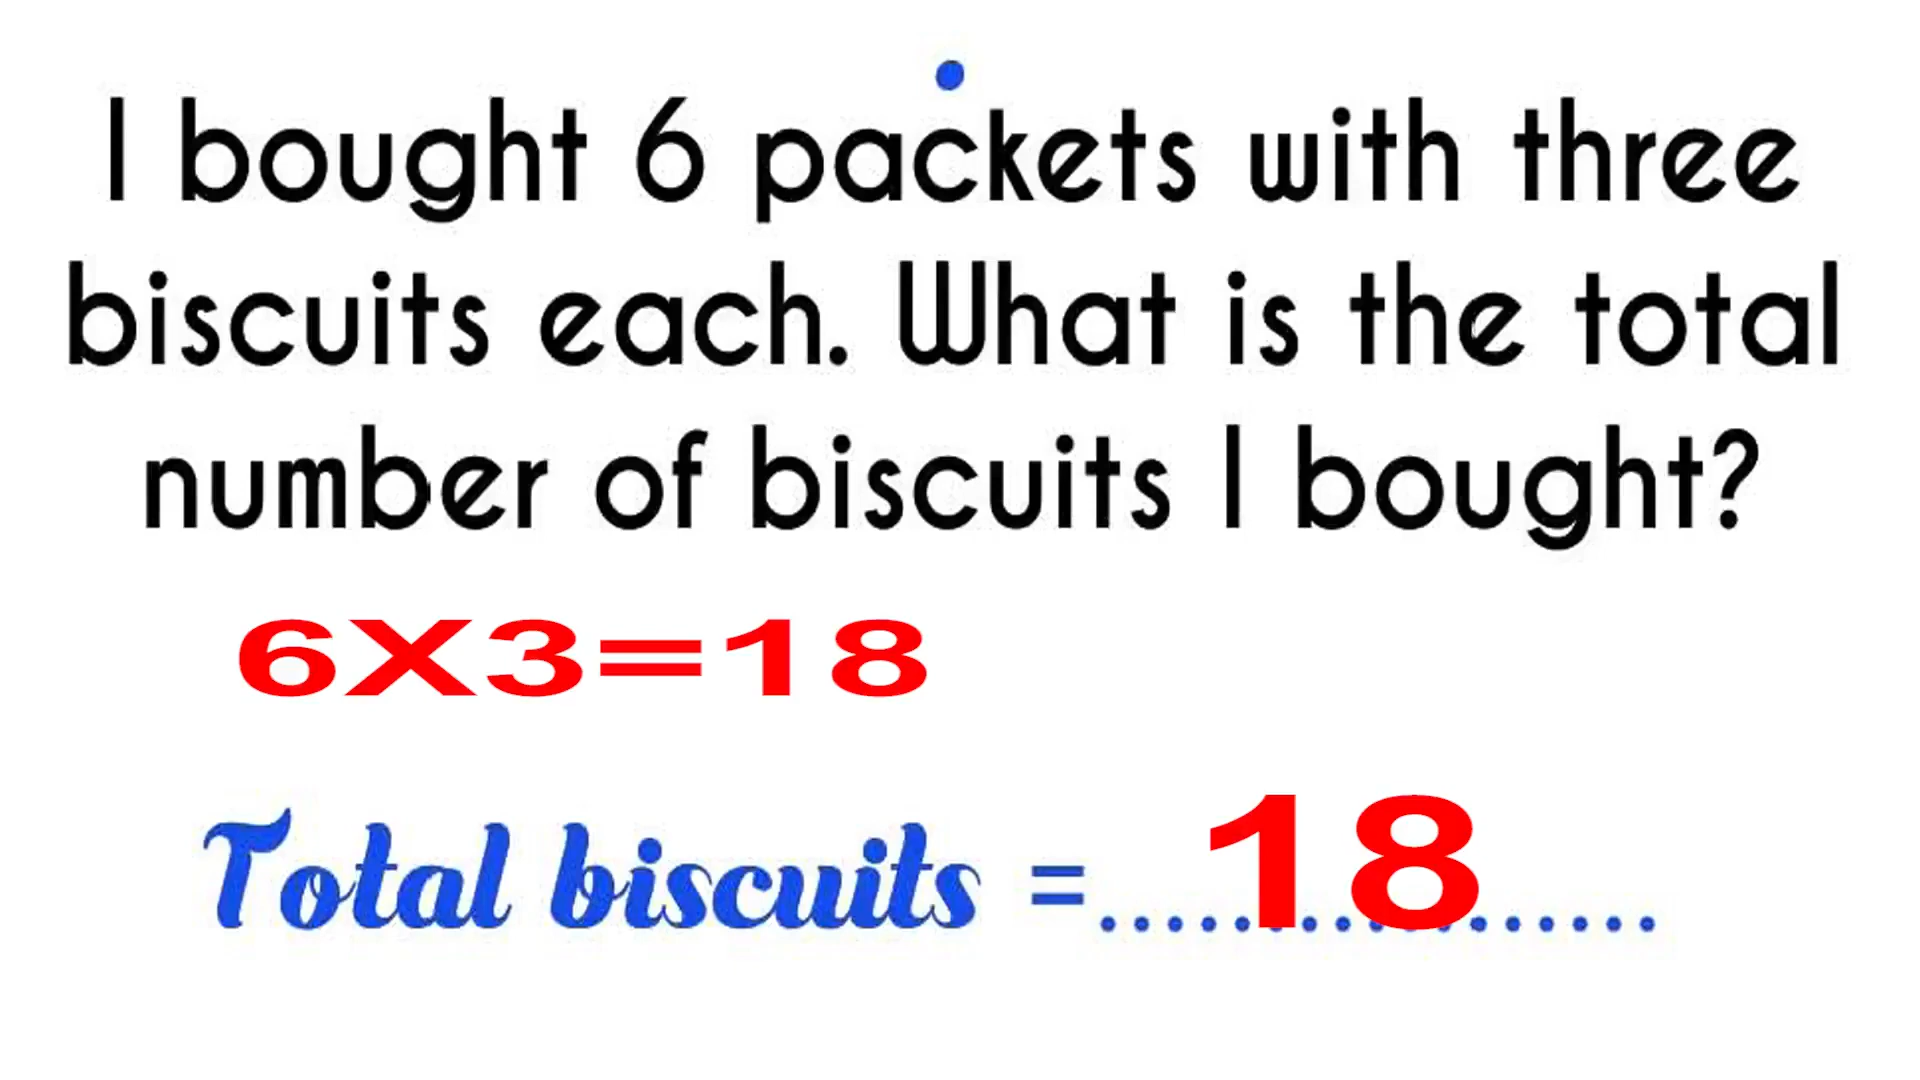 I bought 6 packets with three
biscuits each. What is the total
number of biscuits I bought?
6X3=18
Total biscuits =.................18